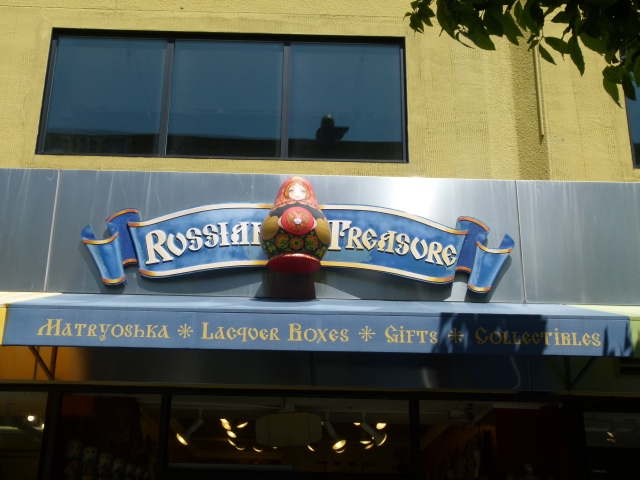 Russian Treasure
Matryoshka * Lacquer Boxes * Gifts * Collectibles